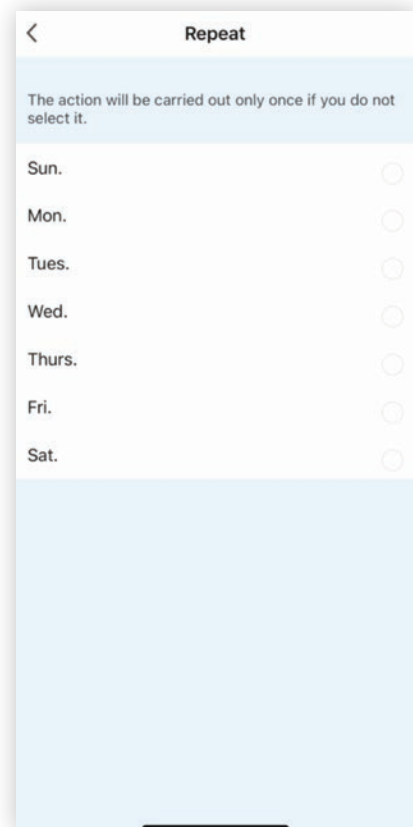 Repeat
The action will be carried out only once if you do not
select it.
Sun.
Mon.
Tues.
Wed.
Thurs.
Fri.
Sat.